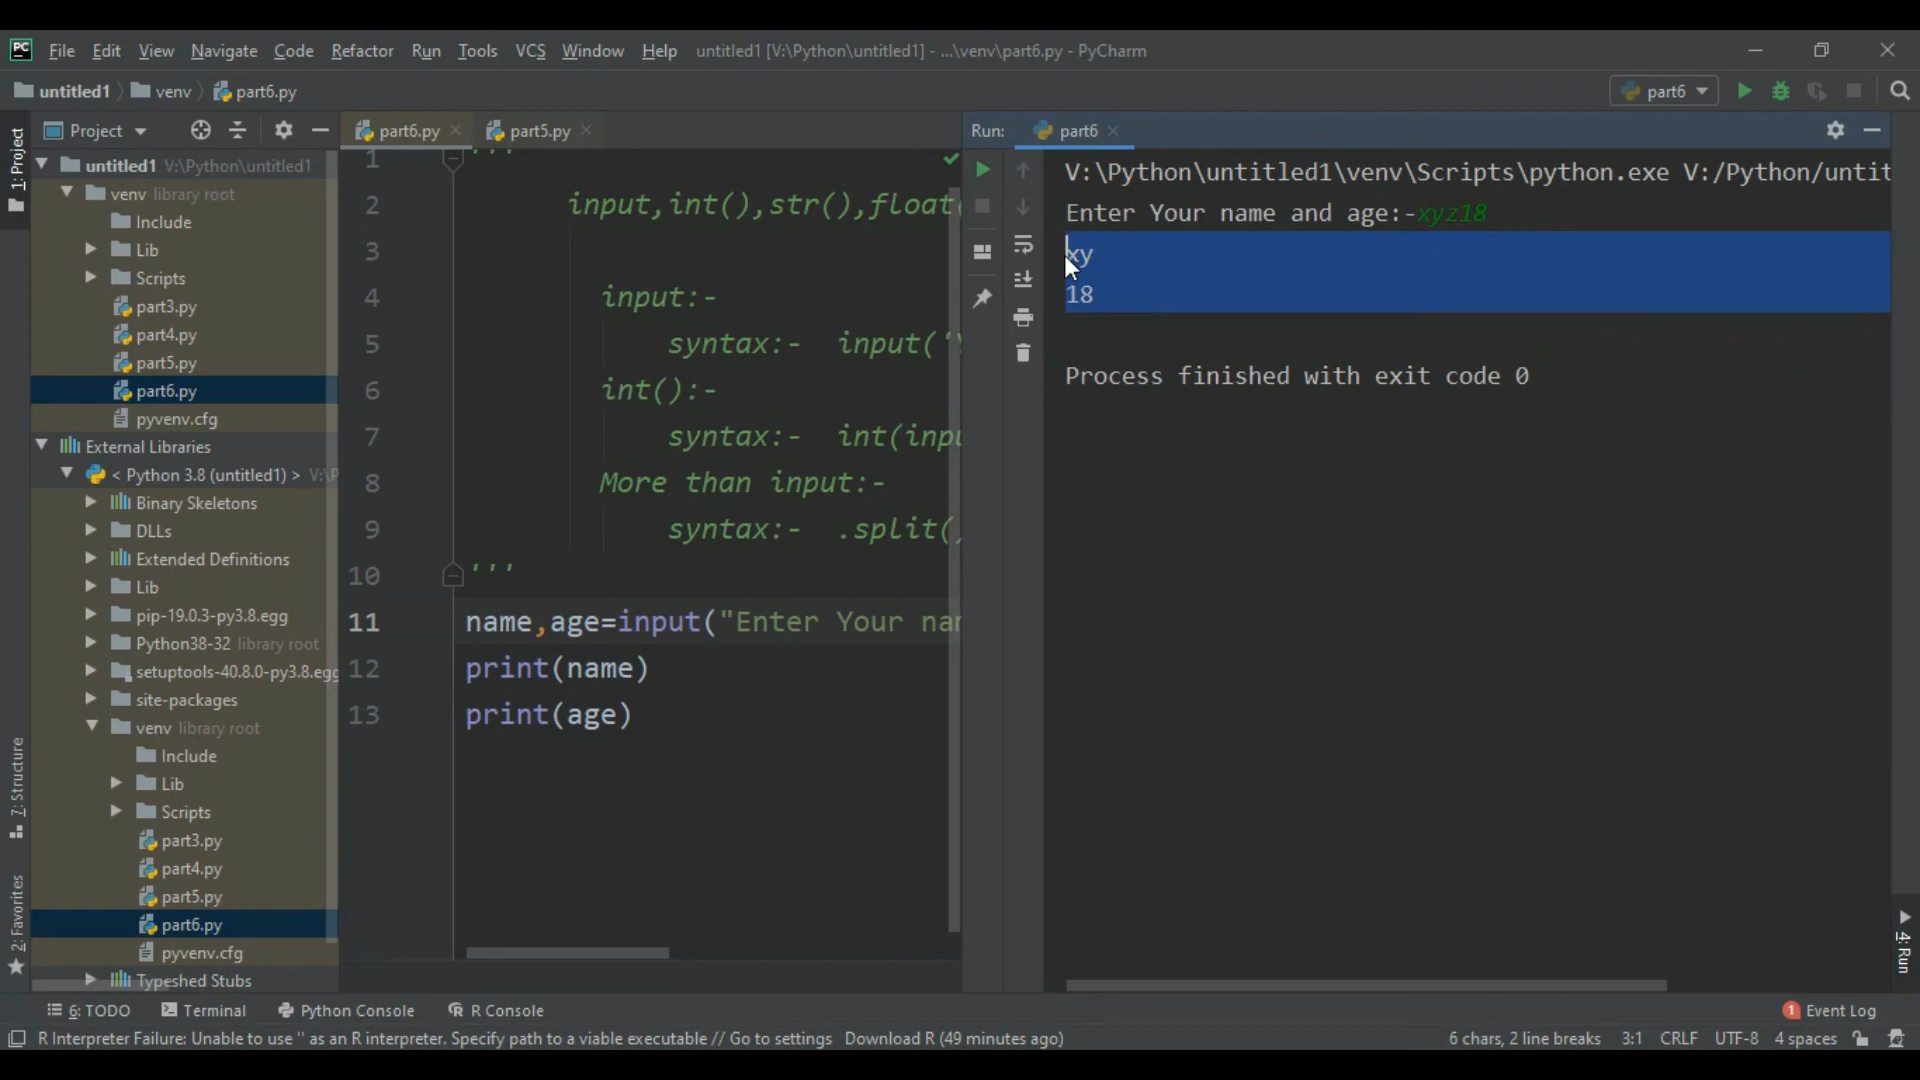 PC File Edit View Navigate Code Refactor Run Tools VCS Window Help untitled1 [V:\Python\untitled1] - ...\venv\part6.py - PyCharm
untitled1 venv part6.py part6
1: Project
Project
untitled1 V:\Python\untitled1
venv library root
Include
Lib
Scripts
part3.py
part4.py
part5.py
part6.py
pyvenv.cfg
External Libraries
< Python 3.8 (untitled1) > V:\P
Binary Skeletons
DLLs
Extended Definitions
Lib
pip-19.0.3-py3.8.egg
Python38-32 library root
setuptools-40.8.0-py3.8.egg
site-packages
venv library root
Include
Lib
Scripts
part3.py
part4.py
part5.py
part6.py
pyvenv.cfg
Typeshed Stubs
7: Structure
2: Favorites
part6.py part5.py
1 '''
2 input,int(),str(),float(
3
4 input:-
5 syntax:- input('
6 int():-
7 syntax:- int(inpu
8 More than input:-
9 syntax:- .split()
10 '''
11 name,age=input("Enter Your nam
12 print(name)
13 print(age)
Run: part6
V:\Python\untitled1\venv\Scripts\python.exe V:/Python/untit
Enter Your name and age:-xyz18
xy
18
Process finished with exit code 0
4: Run
6: TODO Terminal Python Console R Console 1 Event Log
R Interpreter Failure: Unable to use '' as an R interpreter. Specify path to a viable executable // Go to settings Download R (49 minutes ago) 6 chars, 2 line breaks 3:1 CRLF UTF-8 4 spaces